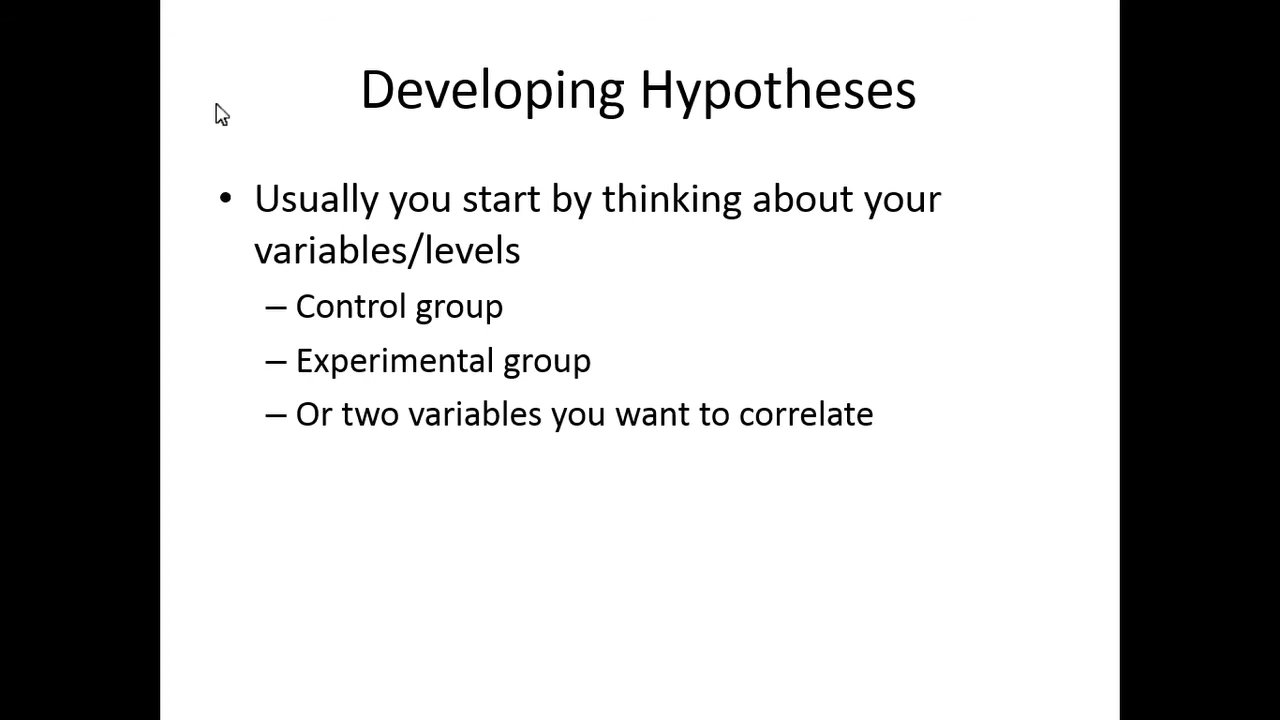 Developing Hypotheses
• Usually you start by thinking about your
variables/levels
– Control group
– Experimental group
– Or two variables you want to correlate